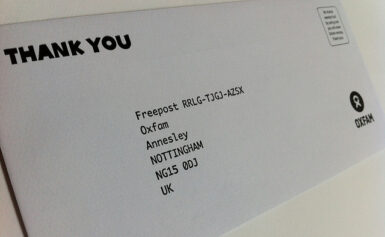 THANK YOU
Freepost RRLG-TJGJ-AZSX
Oxfam
Annesley
NOTTINGHAM
NG15 0DJ
UK
OXFAM